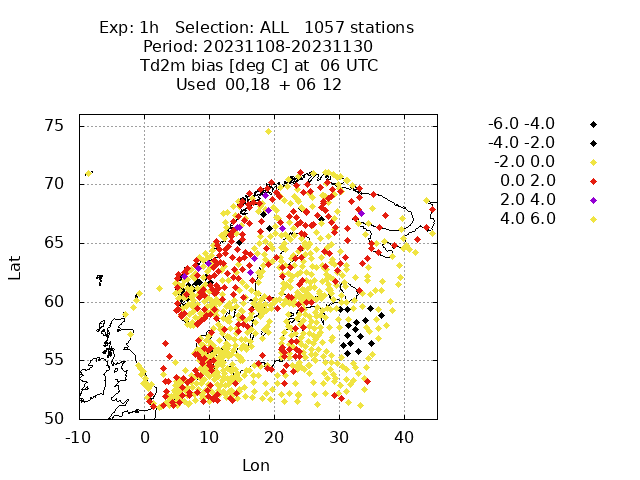 Exp: 1h   Selection: ALL   1057 stations
Period: 20231108-20231130
Td2m bias [deg C] at  06 UTC
Used  00,18  + 06 12
-6.0 -4.0
-4.0 -2.0
-2.0 0.0
0.0 2.0
2.0 4.0
4.0 6.0
75
70
65
60
55
50
Lat
-10 0 10 20 30 40
Lon